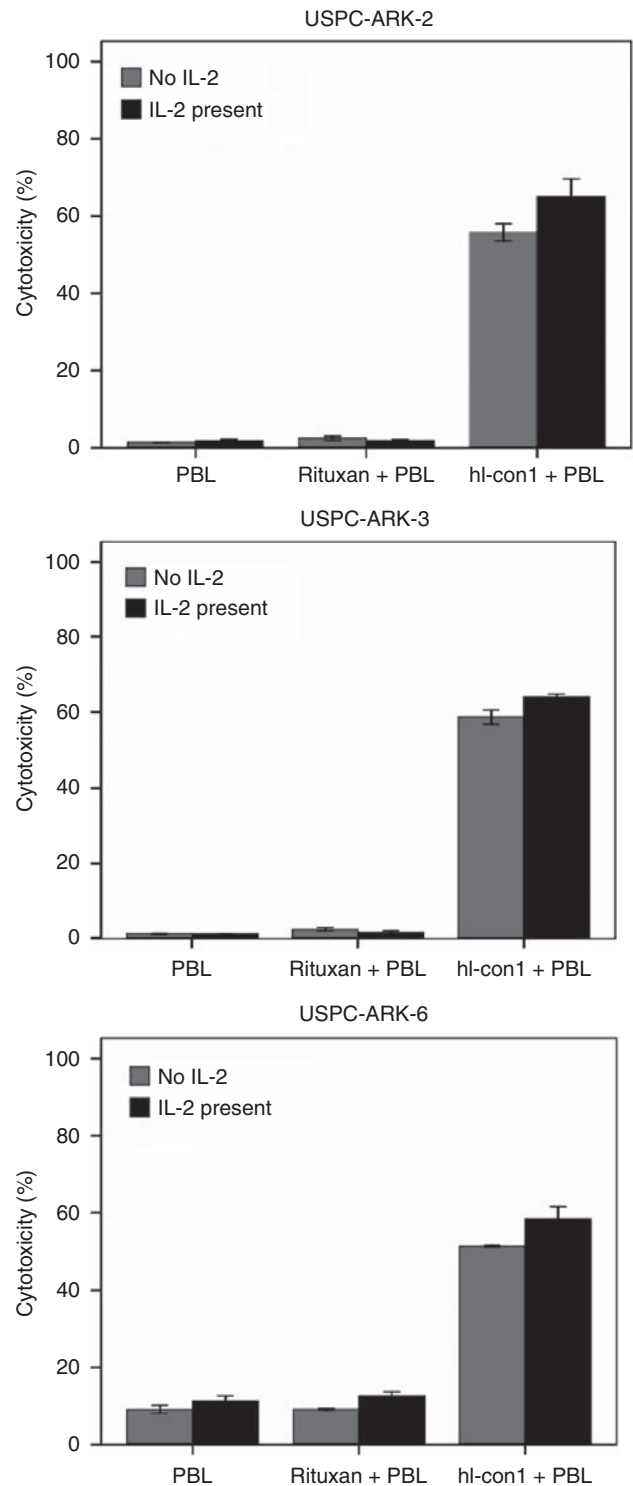 USPC-ARK-2
Cytotoxicity (%)
100
80
60
40
20
0
No IL-2
IL-2 present
PBL
Rituxan + PBL
hl-con1 + PBL
USPC-ARK-3
Cytotoxicity (%)
100
80
60
40
20
0
No IL-2
IL-2 present
PBL
Rituxan + PBL
hl-con1 + PBL
USPC-ARK-6
Cytotoxicity (%)
100
80
60
40
20
0
No IL-2
IL-2 present
PBL
Rituxan + PBL
hl-con1 + PBL